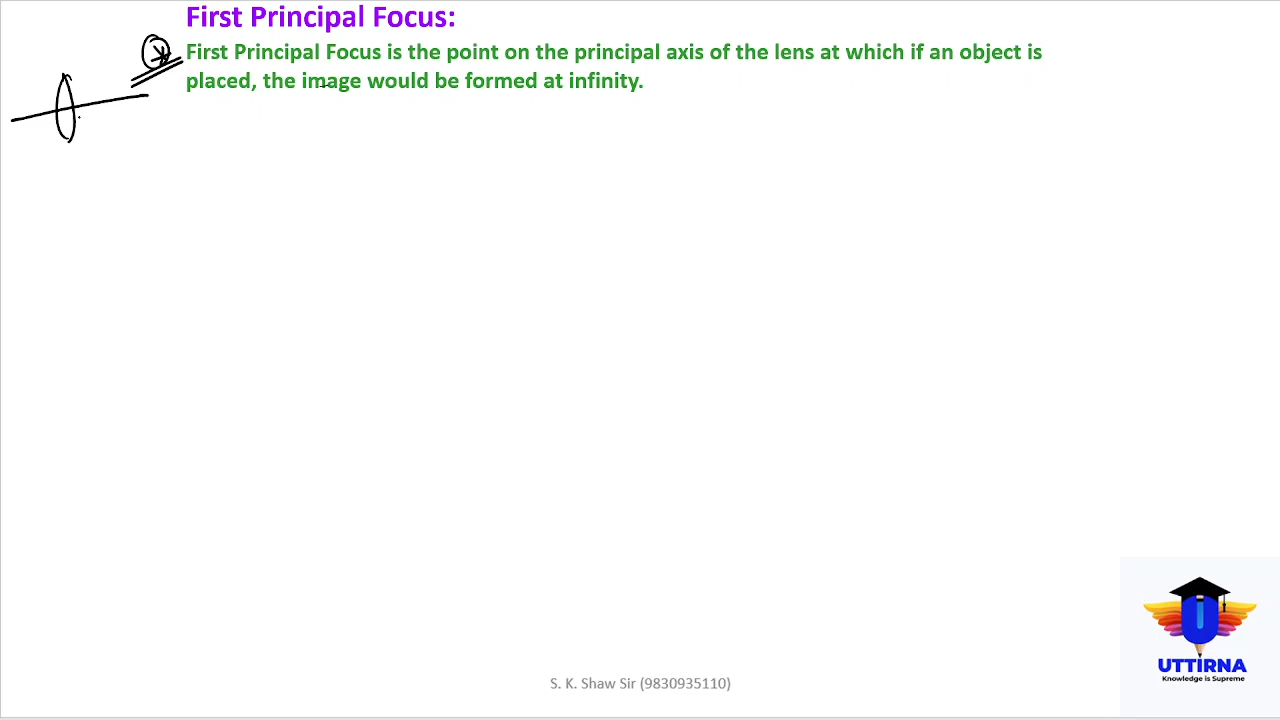 First Principal Focus:
First Principal Focus is the point on the principal axis of the lens at which if an object is
placed, the image would be formed at infinity.
UTTIRNA
Knowledge is Supreme
S. K. Shaw Sir (9830935110)